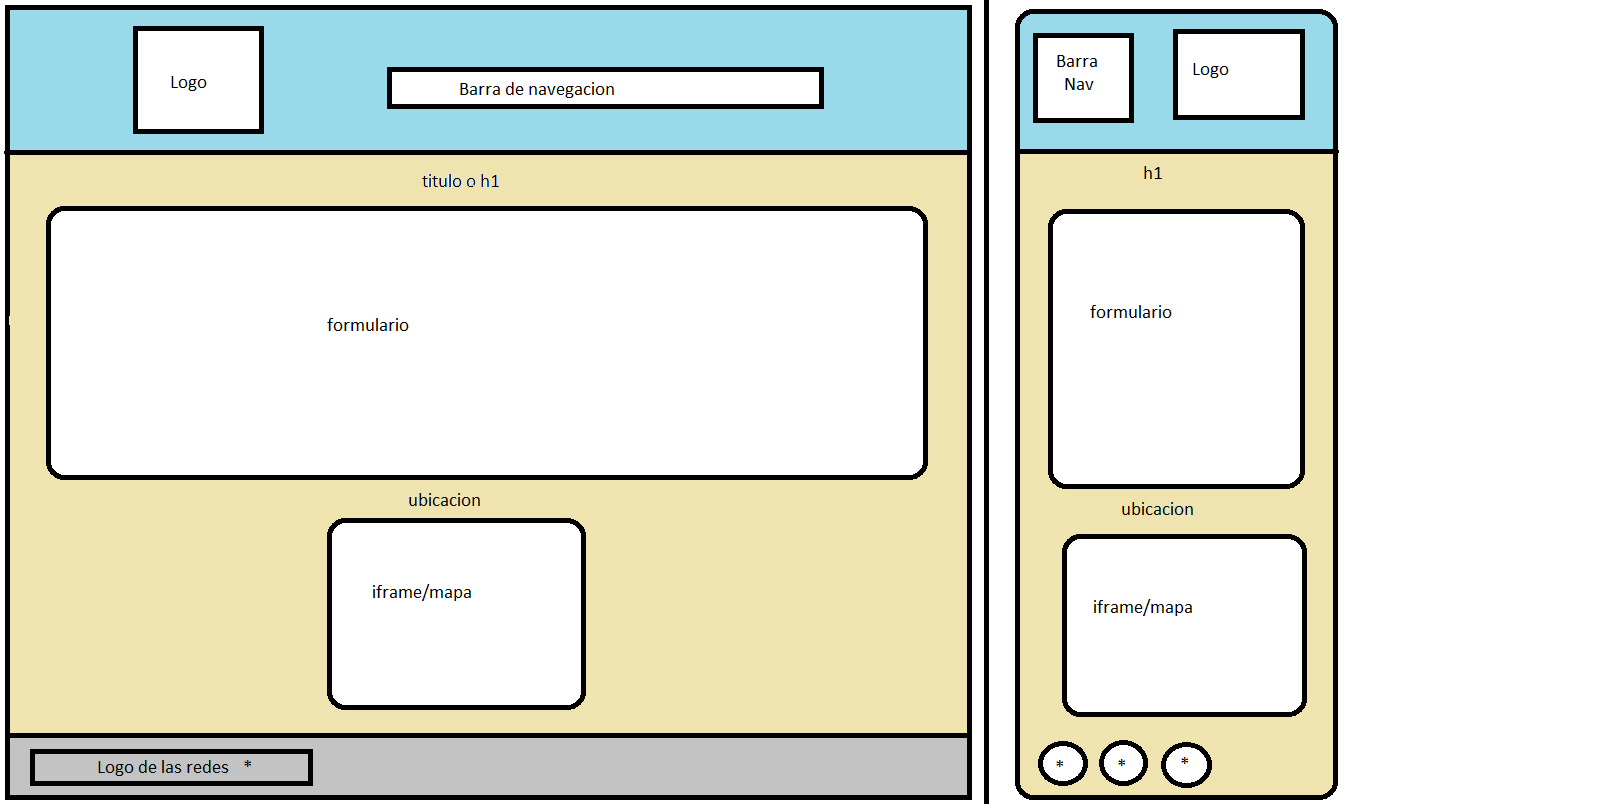 Logo
Barra de navegacion
titulo o h1
formulario
ubicacion
iframe/mapa
Logo de las redes *
Barra
Nav
Logo
h1
formulario
ubicacion
iframe/mapa
* * *